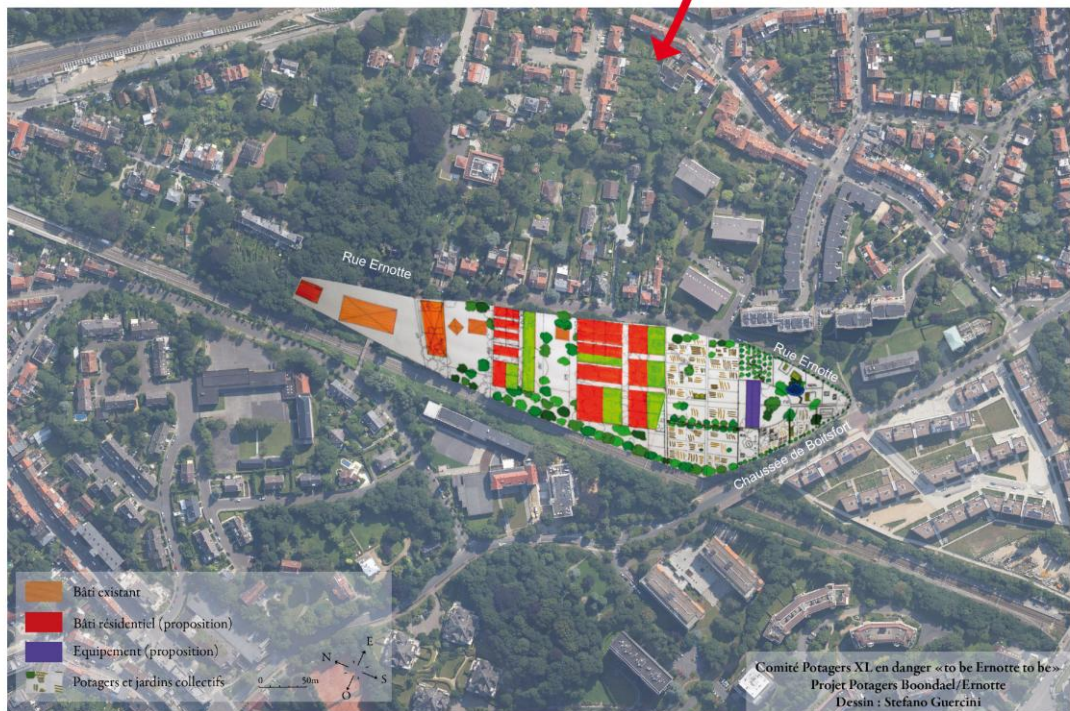 Rue Ernotte
Rue Ernotte
Chaussée de Boitsfort
Bâti existant
Bâti résidentiel (proposition)
Equipement (proposition)
Potagers et jardins collectifs
N
E
S
O
0 50m
Comité Potagers XL en danger «to be Ernotte to be»
Projet Potagers Boondael/Ernotte
Dessin : Stefano Guercini